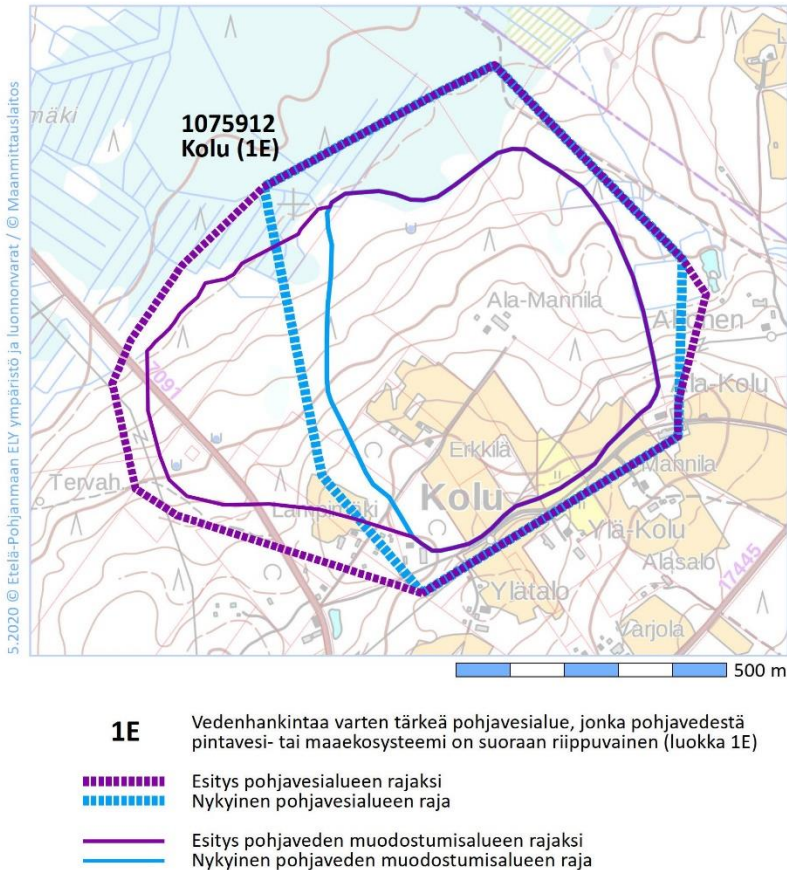 mäki
1075912
Kolu (1E)
Ala-Mannila
Ala-Kolu
Erkkilä
Mannila
Tervah
Lampinmäki
Kolu
Ylä-Kolu
Alasalo
17445
Ylätalo
Varjola
5.2020 © Etelä-Pohjanmaan ELY ympäristö ja luonnonvarat / © Maanmittauslaitos
500 m
1E Vedenhankintaa varten tärkeä pohjavesialue, jonka pohjavedestä
pintavesi- tai maaekosysteemi on suoraan riippuvainen (luokka 1E)
Esitys pohjavesialueen rajaksi
Nykyinen pohjavesialueen raja
Esitys pohjaveden muodostumisalueen rajaksi
Nykyinen pohjaveden muodostumisalueen raja